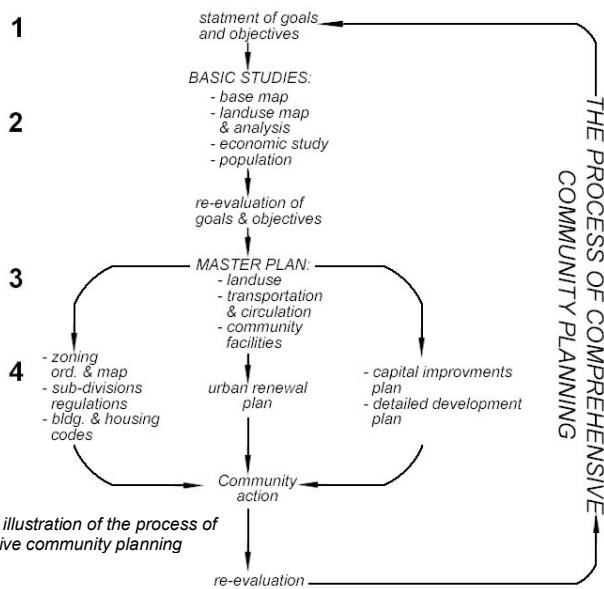 1
statment of goals
and objectives
BASIC STUDIES:
2
- base map
- landuse map
& analysis
- economic study
- population
re-evaluation of
goals & objectives
3
MASTER PLAN:
- landuse
- transportation
& circulation
- community
facilities
4
- zoning
ord. & map
- sub-divisions
regulations
- bldg. & housing
codes
urban renewal
plan
- capital improvments
plan
- detailed development
plan
Community
action
illustration of the process of
ive community planning
re-evaluation
THE PROCESS OF COMPREHENSIVE
COMMUNITY PLANNING